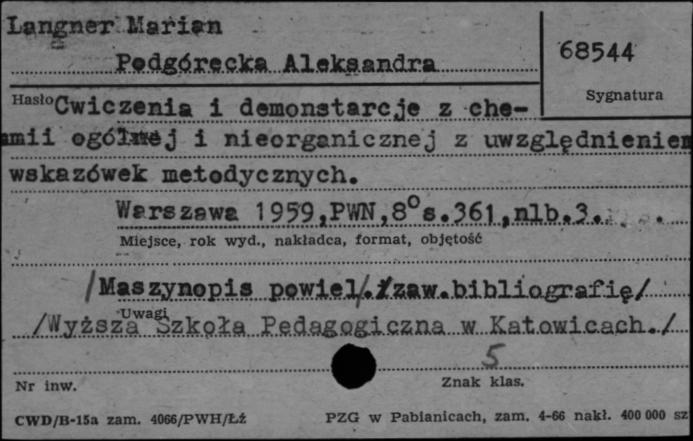 Langner Marian
Podgórecka Aleksandra
68544
Sygnatura
Hasło Cwiczenia i demonstarcje z che-
mii ogólnej i nieorganicznej z uwzględnieniem
wskazówek metodycznych.
Warszawa 1959,PWN,8° s.361,nlb.3.
Miejsce, rok wyd., nakładca, format, objętość
/Maszynopis powiel./zaw.bibliografię/
Uwagi
/Wyższa Szkoła Pedagogiczna w Katowicach./
5
Nr inw.
Znak klas.
CWD/B-15a zam. 4066/PWH/Łź
PZG w Pabianicach, zam. 4-66 nakł. 400 000 sz